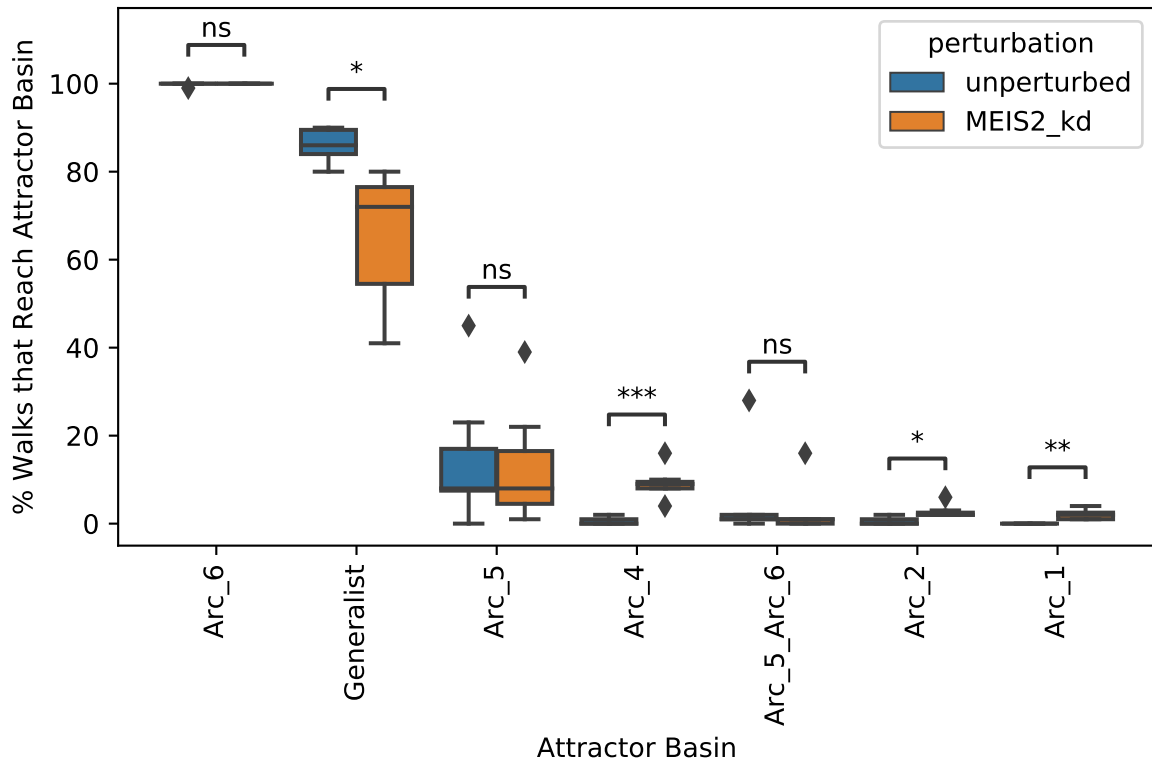 ns
*
ns
***
ns
*
**
perturbation
unperturbed
MEIS2_kd
% Walks that Reach Attractor Basin
100
80
60
40
20
0
Arc_6
Generalist
Arc_5
Arc_4
Arc_5_Arc_6
Arc_2
Arc_1
Attractor Basin